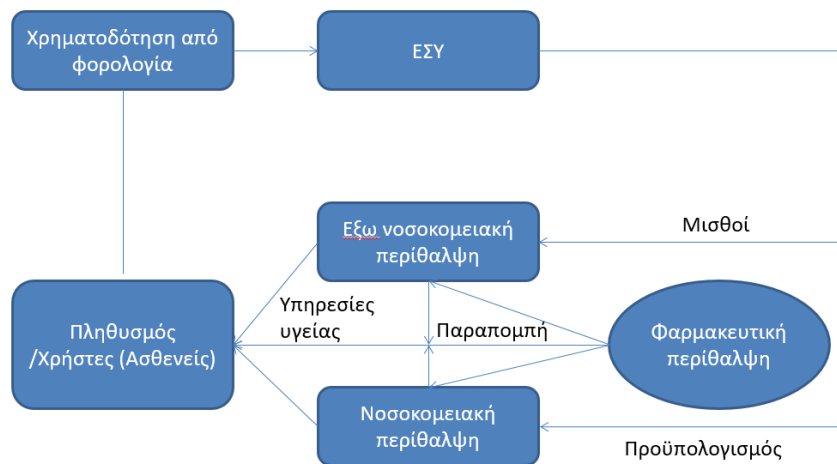 Χρηματοδότηση από
φορολογία
ΕΣΥ
Εξω νοσοκομειακή
περίθαλψη
Μισθοί
Υπηρεσίες
υγείας
Παραπομπή
Πληθυσμός
/Χρήστες (Ασθενείς)
Φαρμακευτική
περίθαλψη
Νοσοκομειακή
περίθαλψη
Προϋπολογισμός